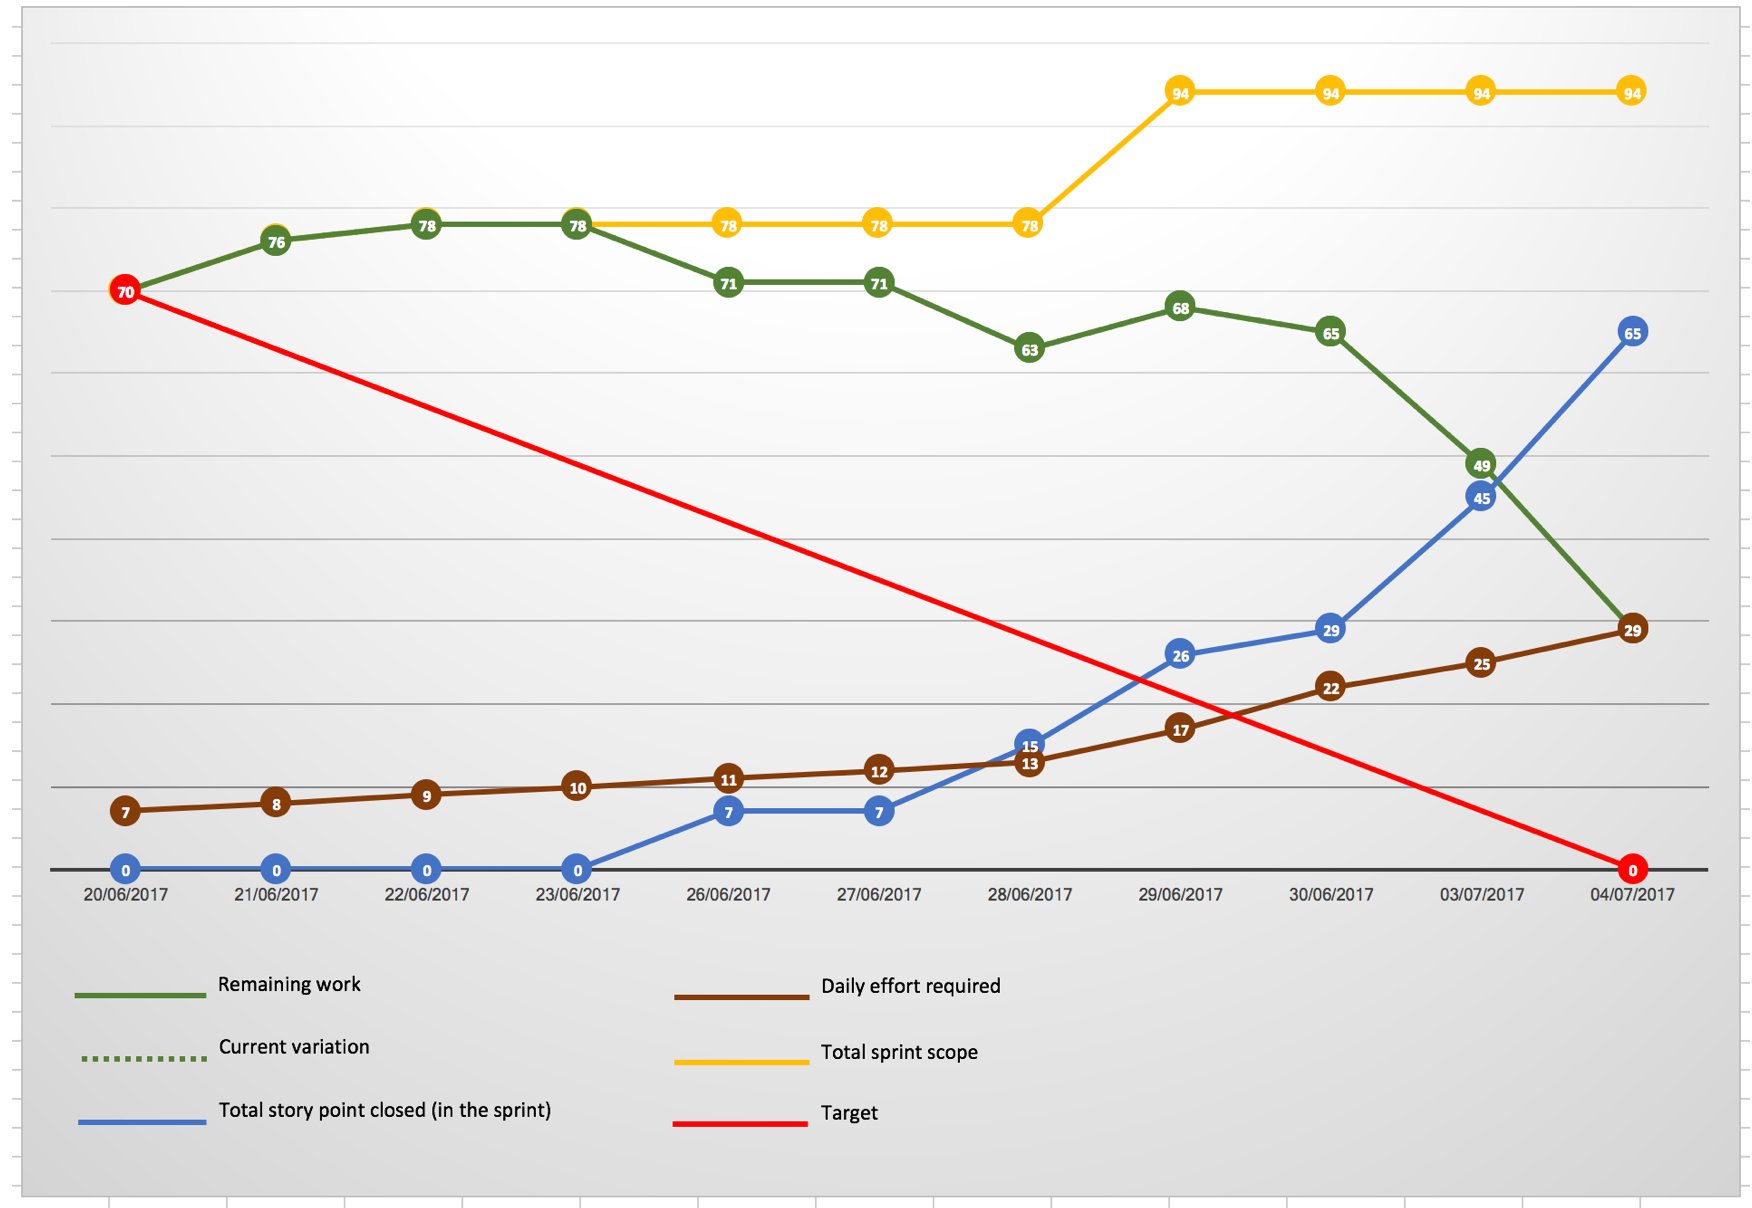 94 94 94 94
78 78 78 78 78
76
70
71 71
68
65 65
63
49
45
29 29
26
25
22
17
15
13
12
11
10
9
8
7 7 7
0 0 0 0 0
20/06/2017 21/06/2017 22/06/2017 23/06/2017 26/06/2017 27/06/2017 28/06/2017 29/06/2017 30/06/2017 03/07/2017 04/07/2017
Remaining work
Daily effort required
Current variation
Total sprint scope
Total story point closed (in the sprint)
Target